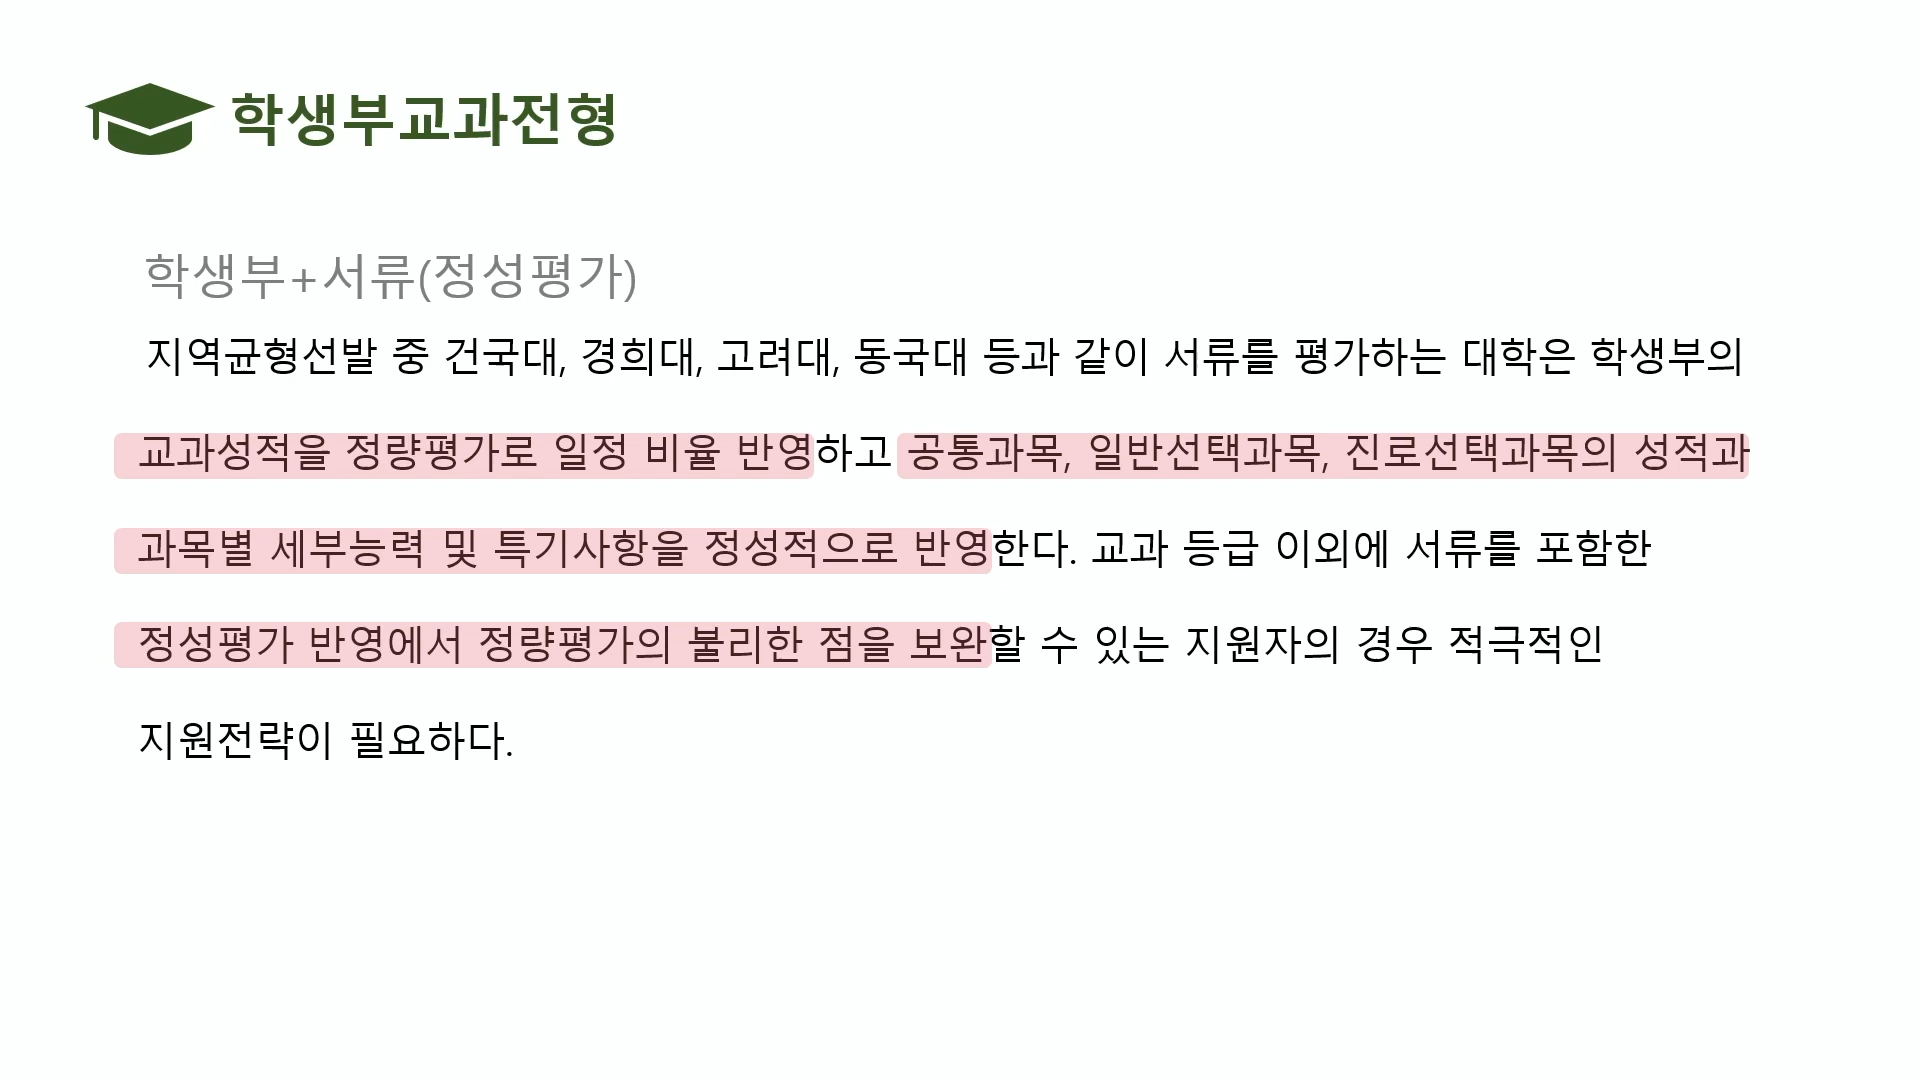 학생부교과전형
학생부+서류(정성평가)
지역균형선발 중 건국대, 경희대, 고려대, 동국대 등과 같이 서류를 평가하는 대학은 학생부의
교과성적을 정량평가로 일정 비율 반영하고 공통과목, 일반선택과목, 진로선택과목의 성적과
과목별 세부능력 및 특기사항을 정성적으로 반영한다. 교과 등급 이외에 서류를 포함한
정성평가 반영에서 정량평가의 불리한 점을 보완할 수 있는 지원자의 경우 적극적인
지원전략이 필요하다.